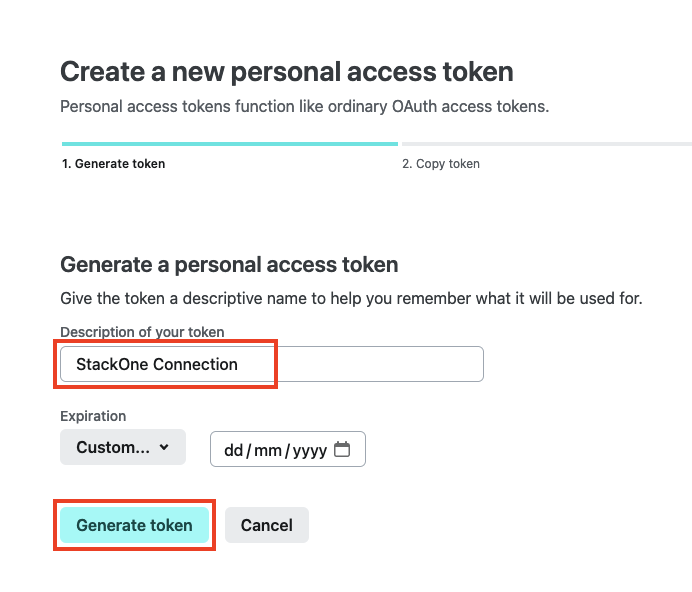 Create a new personal access token
Personal access tokens function like ordinary OAuth access tokens.
1. Generate token
2. Copy token
Generate a personal access token
Give the token a descriptive name to help you remember what it will be used for.
Description of your token
StackOne Connection
Expiration
Custom... dd/mm/yyyy
Generate token Cancel